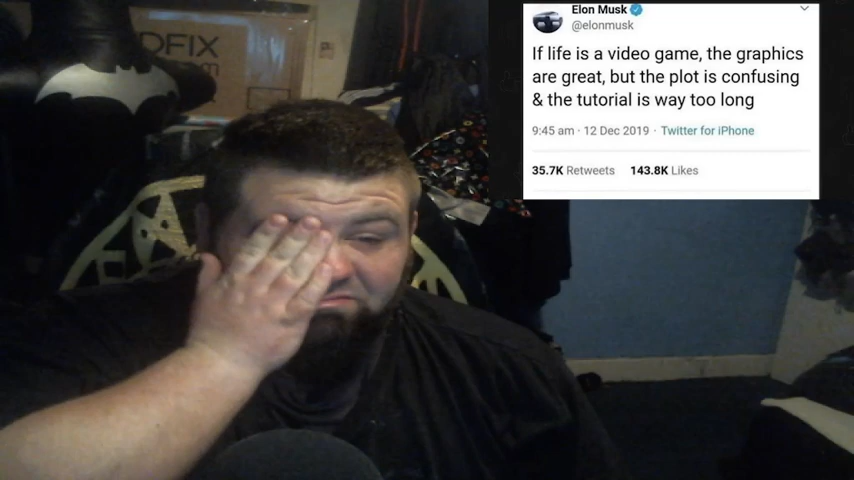 Elon Musk
@elonmusk
If life is a video game, the graphics
are great, but the plot is confusing
& the tutorial is way too long
9:45 am · 12 Dec 2019 · Twitter for iPhone
35.7K Retweets 143.8K Likes
DFIX